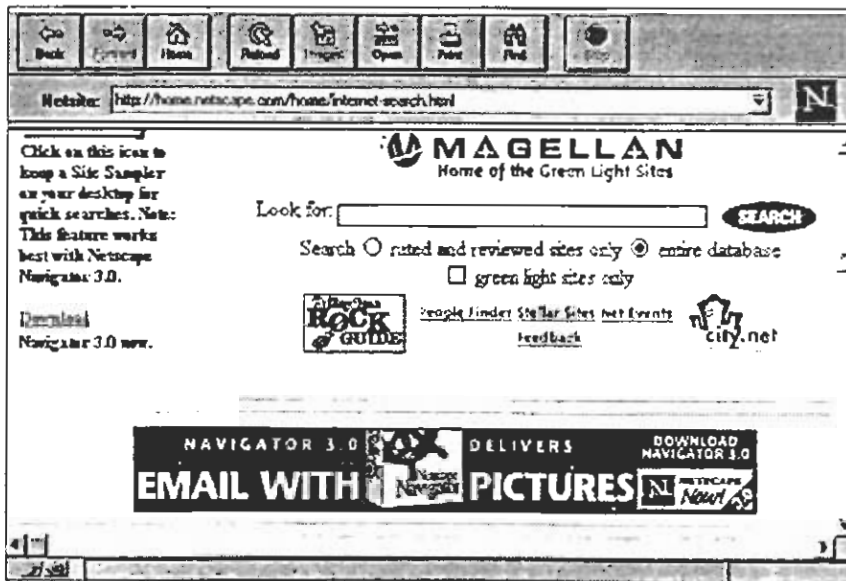 Back Forward Home Reload Images Open Print Find Stop
Netsite: http://home.netscape.com/home/internet-search.html
N
Click on this icon to
keep a Site Sampler
on your desktop for
quick searches. Note:
This feature works
best with Netscape
Navigator 3.0.
Download
Navigator 3.0 now.
MAGELLAN
Home of the Green Light Sites
Look for: SEARCH
Search rated and reviewed sites only entire database
green light sites only
ROCK
GUIDE
People Finder Stellar Sites Net Events
Feedback
city.net
NAVIGATOR 3.0 DELIVERS
EMAIL WITH PICTURES
Netscape
Navigator
DOWNLOAD
NAVIGATOR 3.0
N NETSCAPE
Now!